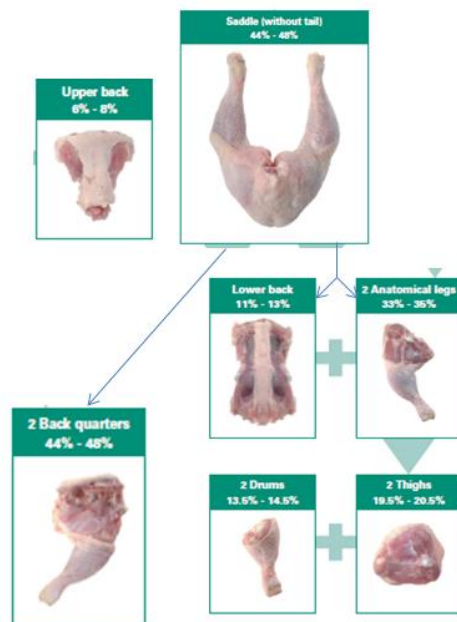 Saddle (without tail)
44% - 48%
Upper back
6% - 8%
Lower back
11% - 13%
2 Anatomical legs
33% - 35%
2 Back quarters
44% - 48%
2 Drums
13.5% - 14.5%
2 Thighs
19.5% - 20.5%